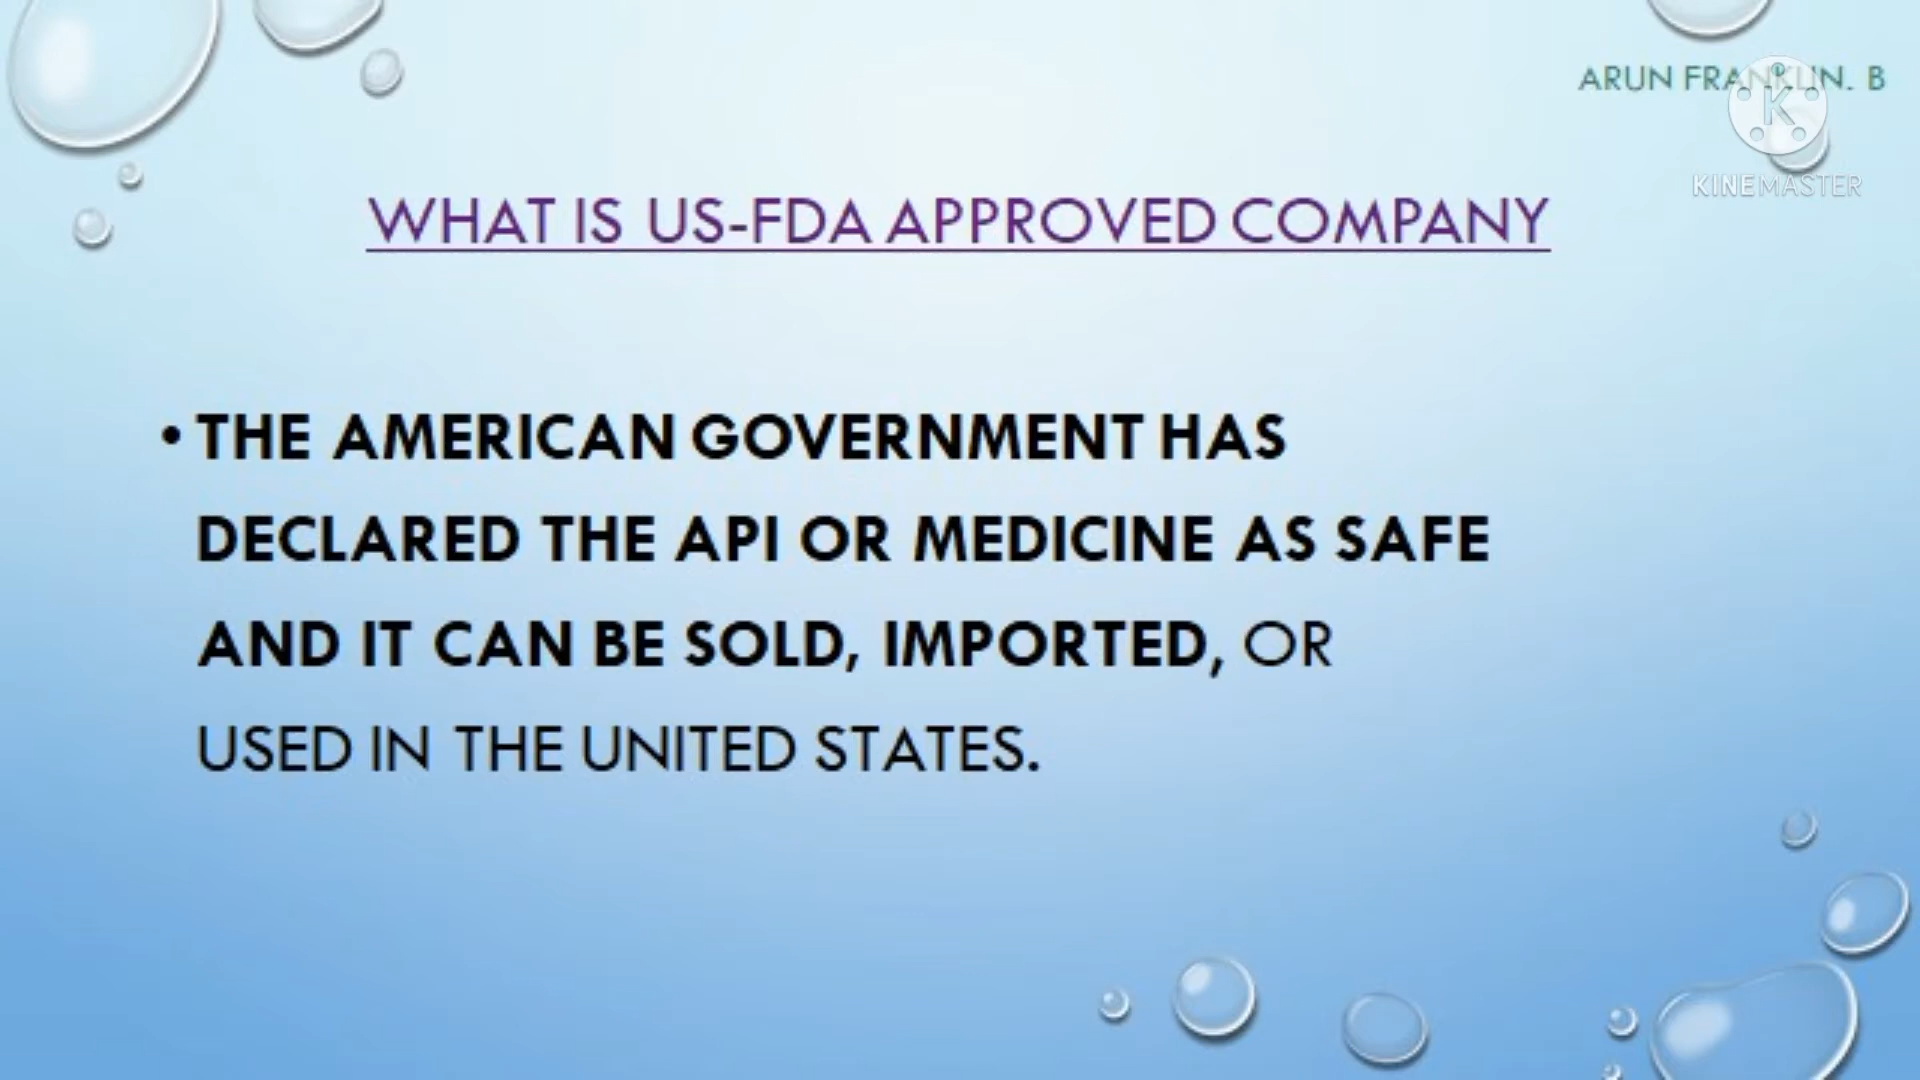 ARUN FRANKLIN. B
K
KINEMASTER
WHAT IS US-FDA APPROVED COMPANY
• THE AMERICAN GOVERNMENT HAS
DECLARED THE API OR MEDICINE AS SAFE
AND IT CAN BE SOLD, IMPORTED, OR
USED IN THE UNITED STATES.